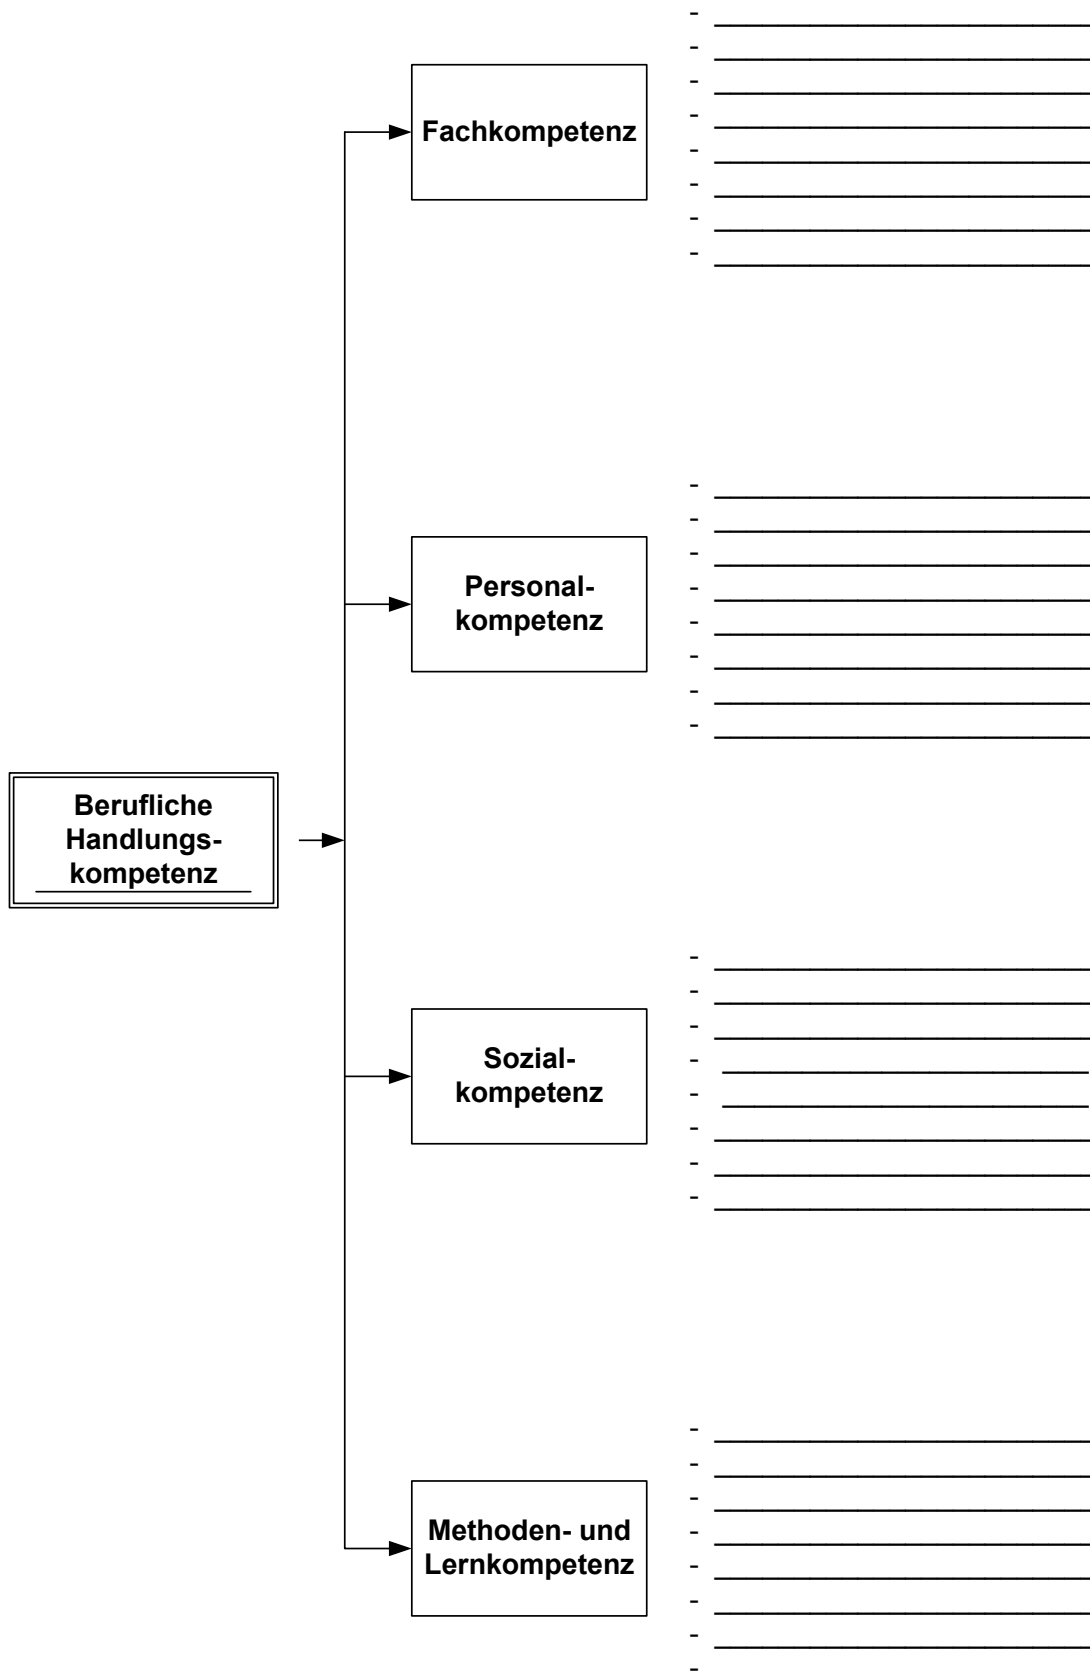 Fachkompetenz
Personal-
kompetenz
Berufliche
Handlungs-
kompetenz
Sozial-
kompetenz
Methoden- und
Lernkompetenz